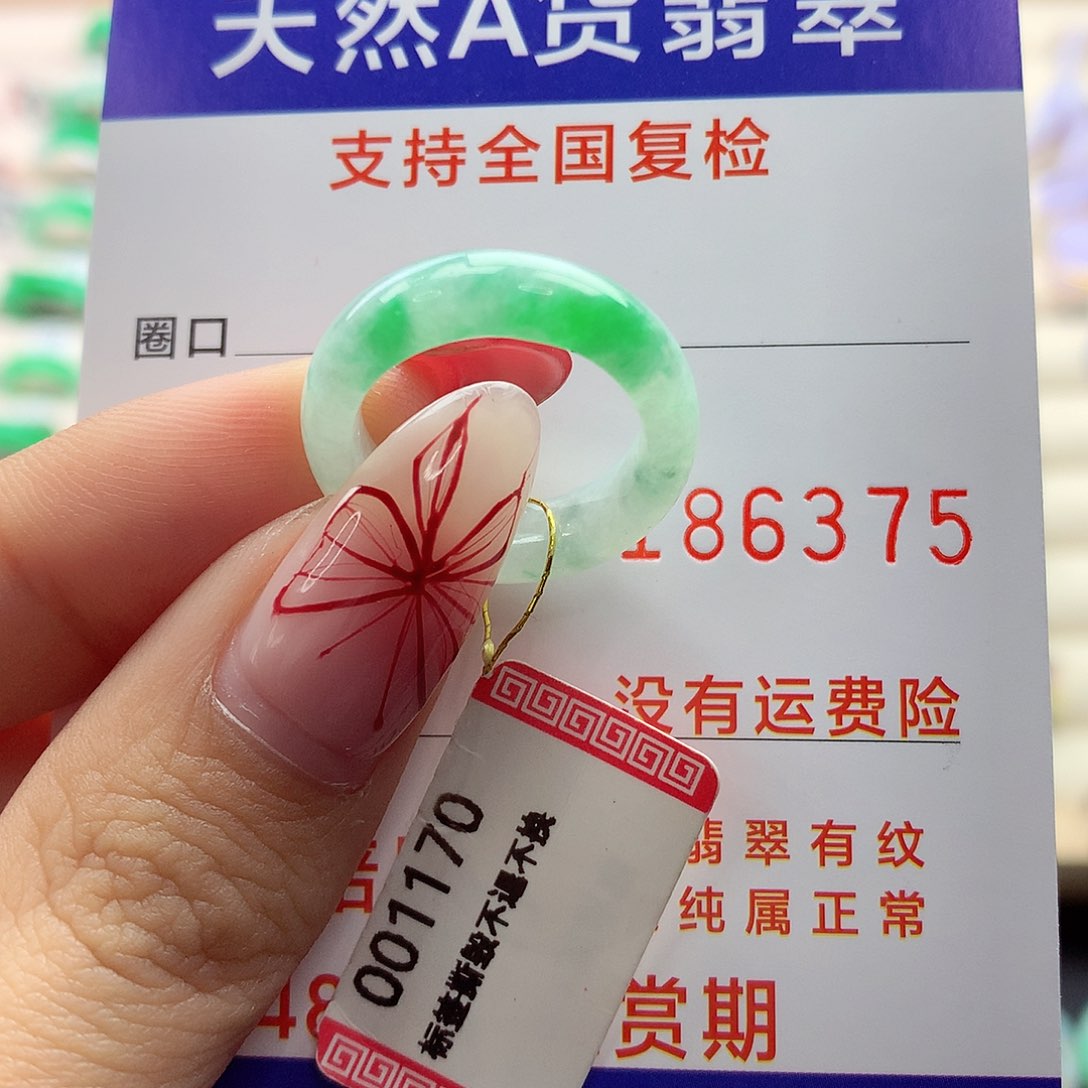 天然A货翡翠
支持全国复检
圈口
186375
没有运费险
翡翠有纹
纯属正常
48
赏期
001170
标签撕毁不退不换